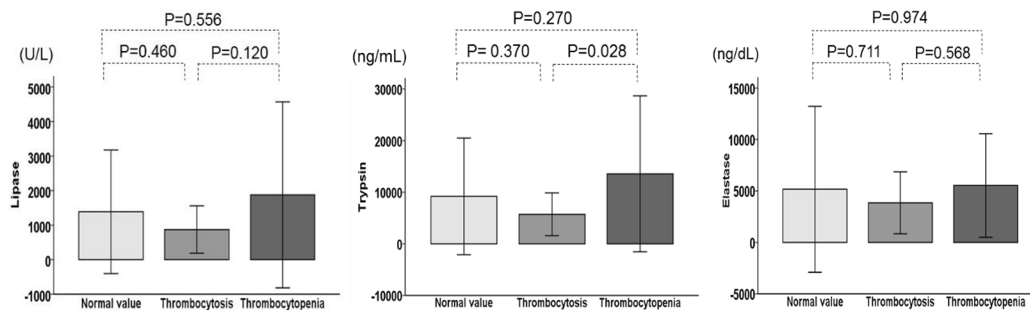 P=0.556
(U/L)
P=0.460
P=0.120
5000
4000
3000
2000
1000
0
-1000
Lipase
Normal value
Thrombocytosis
Thrombocytopenia
P=0.270
(ng/mL)
P= 0.370
P=0.028
30000
20000
10000
0
-10000
Trypsin
Normal value
Thrombocytosis
Thrombocytopenia
P=0.974
(ng/dL)
P=0.711
P=0.568
15000
10000
5000
0
-5000
Elastase
Normal value
Thrombocytosis
Thrombocytopenia